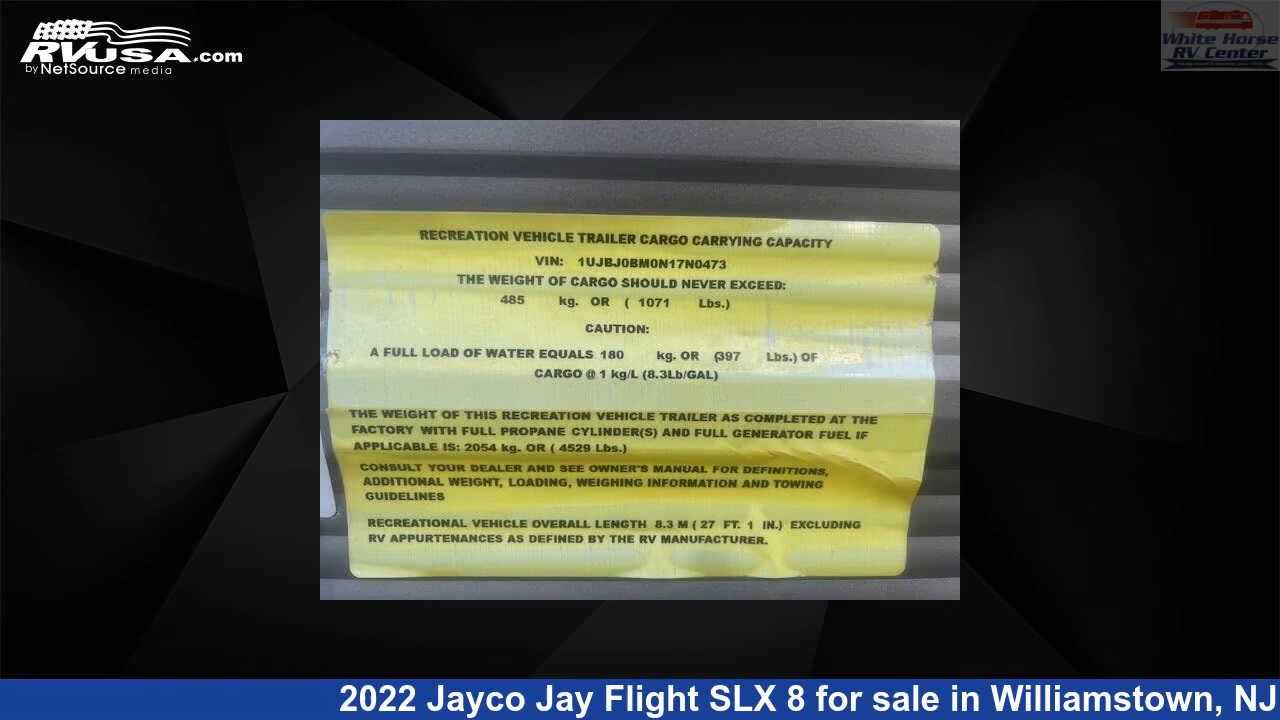 RVUSA.com
by NetSource media
White Horse
RV Center
RECREATION VEHICLE TRAILER CARGO CARRYING CAPACITY
VIN: 1UJBJ0BM0N17N0473
THE WEIGHT OF CARGO SHOULD NEVER EXCEED:
485 kg. OR ( 1071 Lbs.)
CAUTION:
A FULL LOAD OF WATER EQUALS 180 kg. OR (397 Lbs.) OF
CARGO @ 1 kg/L (8.3Lb/GAL)
THE WEIGHT OF THIS RECREATION VEHICLE TRAILER AS COMPLETED AT THE
FACTORY WITH FULL PROPANE CYLINDER(S) AND FULL GENERATOR FUEL IF
APPLICABLE IS: 2054 kg. OR ( 4529 Lbs.)
CONSULT YOUR DEALER AND SEE OWNER'S MANUAL FOR DEFINITIONS,
ADDITIONAL WEIGHT, LOADING, WEIGHING INFORMATION AND TOWING
GUIDELINES
RECREATIONAL VEHICLE OVERALL LENGTH 8.3 M ( 27 FT. 1 IN.) EXCLUDING
RV APPURTENANCES AS DEFINED BY THE RV MANUFACTURER.
2022 Jayco Jay Flight SLX 8 for sale in Williamstown, NJ